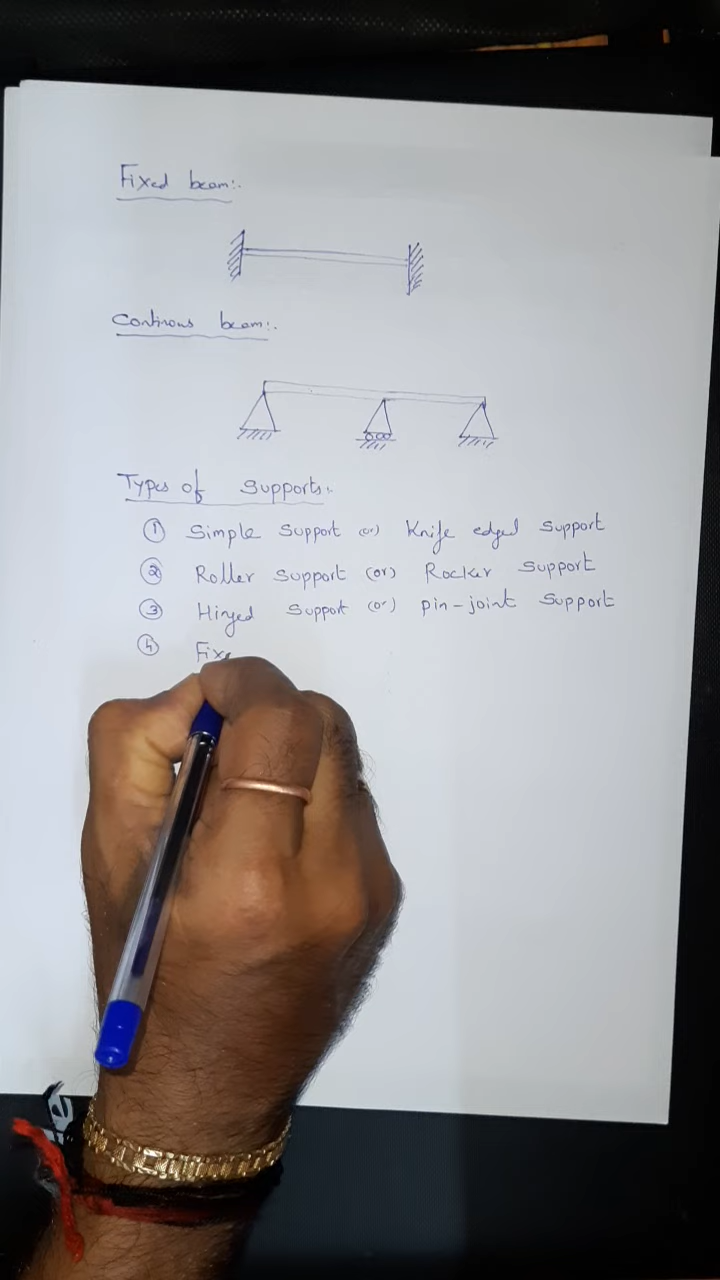 Fixed beam:-
Continous beam:-
Types of Supports:-
① Simple Support (or) Knife edged Support
② Roller Support (or) Rocker Support
③ Hinged Support (or) pin-joint Support
④ Fixe